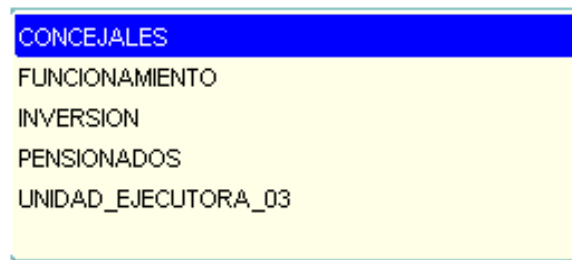 CONCEJALES
FUNCIONAMIENTO
INVERSION
PENSIONADOS
UNIDAD_EJECUTORA_03